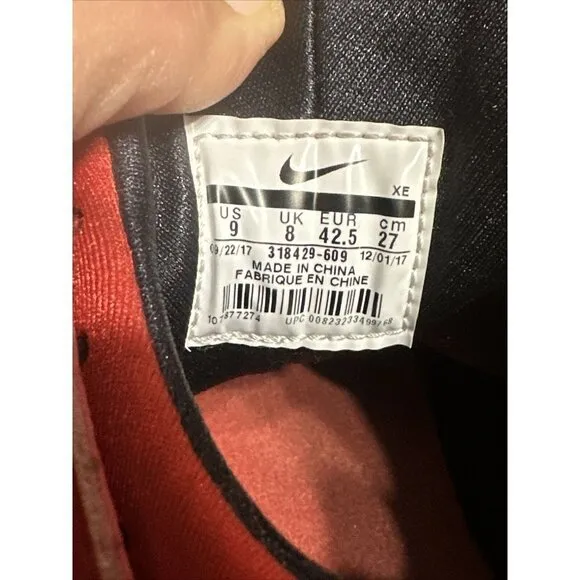 XE
US UK EUR cm
9 8 42.5 27
09/22/17 318429-609 12/01/17
MADE IN CHINA
FABRIQUE EN CHINE
UPC